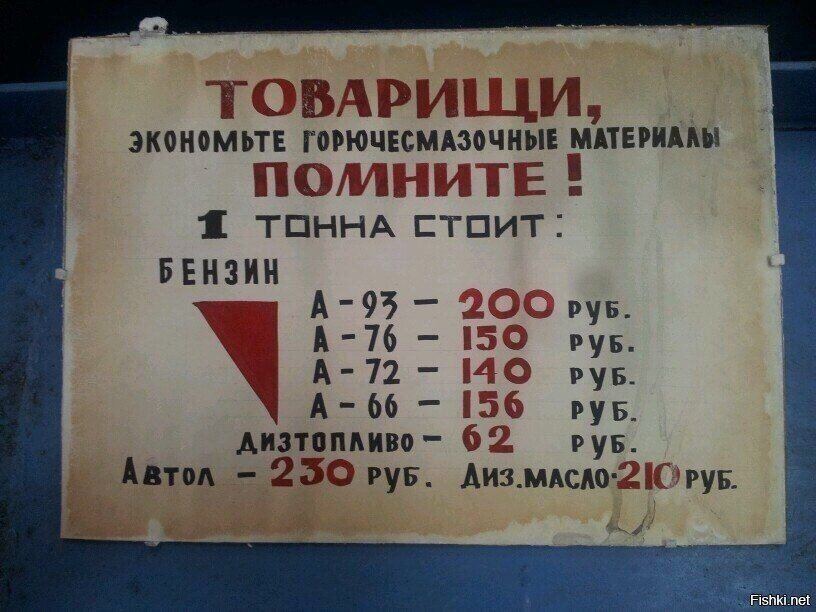 ТОВАРИЩИ,
ЭКОНОМЬТЕ ГОРЮЧЕСМАЗОЧНЫЕ МАТЕРИАЛЫ
ПОМНИТЕ!
1 ТОННА СТОИТ:
БЕНЗИН
А-93 - 200 РУБ.
А-76 - 150 РУБ.
А-72 - 140 РУБ.
А-66 - 156 РУБ.
ДИЗТОПЛИВО - 62 РУБ.
АВТОЛ - 230 РУБ. ДИЗ.МАСЛО-210 РУБ.
Fishki.net